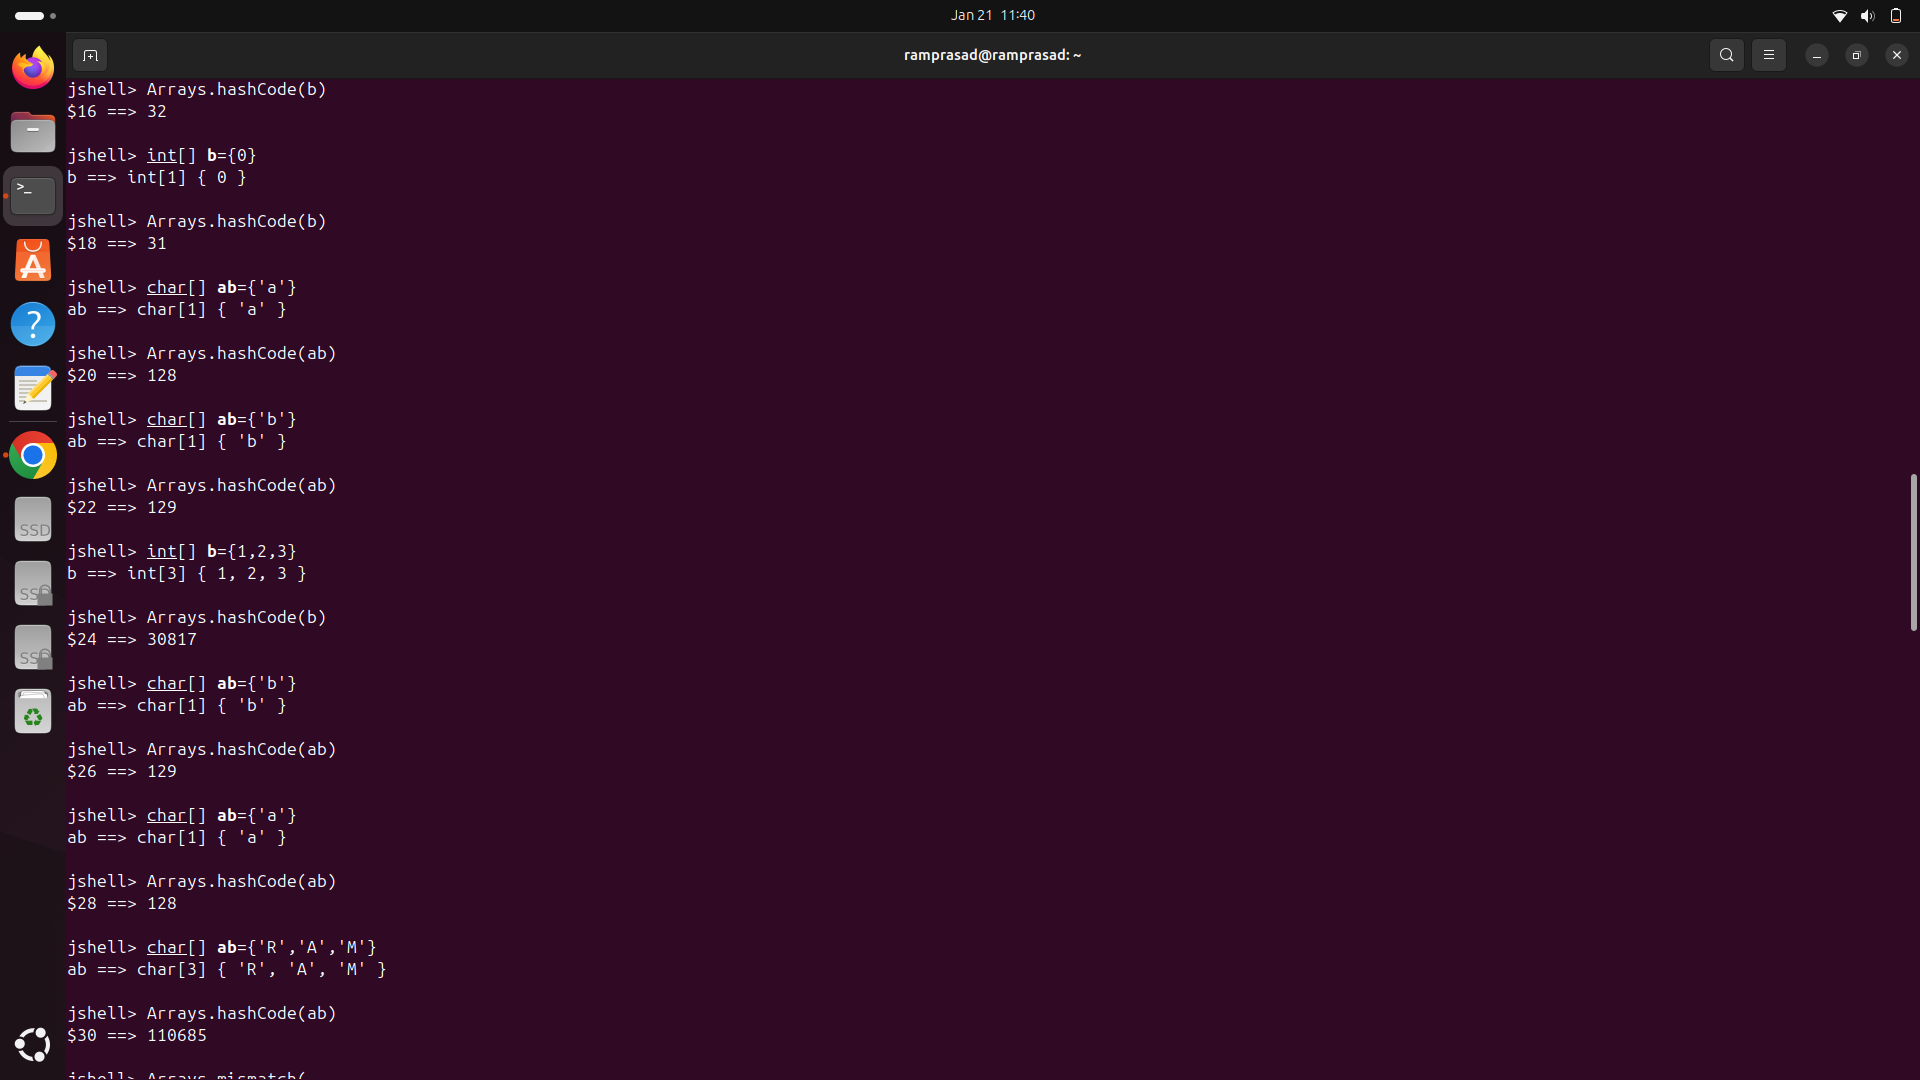 Jan 21 11:40
ramprasad@ramprasad: ~
jshell> Arrays.hashCode(b)
$16 ==> 32
jshell> int[] b={0}
b ==> int[1] { 0 }
jshell> Arrays.hashCode(b)
$18 ==> 31
jshell> char[] ab={'a'}
ab ==> char[1] { 'a' }
jshell> Arrays.hashCode(ab)
$20 ==> 128
jshell> char[] ab={'b'}
ab ==> char[1] { 'b' }
jshell> Arrays.hashCode(ab)
$22 ==> 129
jshell> int[] b={1,2,3}
b ==> int[3] { 1, 2, 3 }
jshell> Arrays.hashCode(b)
$24 ==> 30817
jshell> char[] ab={'b'}
ab ==> char[1] { 'b' }
jshell> Arrays.hashCode(ab)
$26 ==> 129
jshell> char[] ab={'a'}
ab ==> char[1] { 'a' }
jshell> Arrays.hashCode(ab)
$28 ==> 128
jshell> char[] ab={'R','A','M'}
ab ==> char[3] { 'R', 'A', 'M' }
jshell> Arrays.hashCode(ab)
$30 ==> 110685
jshell> Arrays.mismatch(
>_
A
?
SSD
SSD
SSD